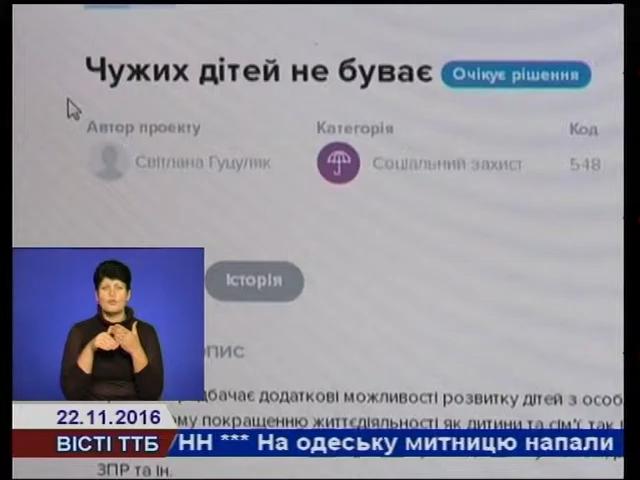 Чужих дітей не буває
Очікує рішення
Автор проекту
Категорія
Код
Світлана Гуцуляк
Соціальний захист
548
Історія
опис
дбачає додаткові можливості розвитку дітей з особ
ому покращенню життєдіяльності як дитини та сім'ї так і
22.11.2016
ВІСТІ ТТБ
НН *** На одеську митницю напали
ЗПР та ін.